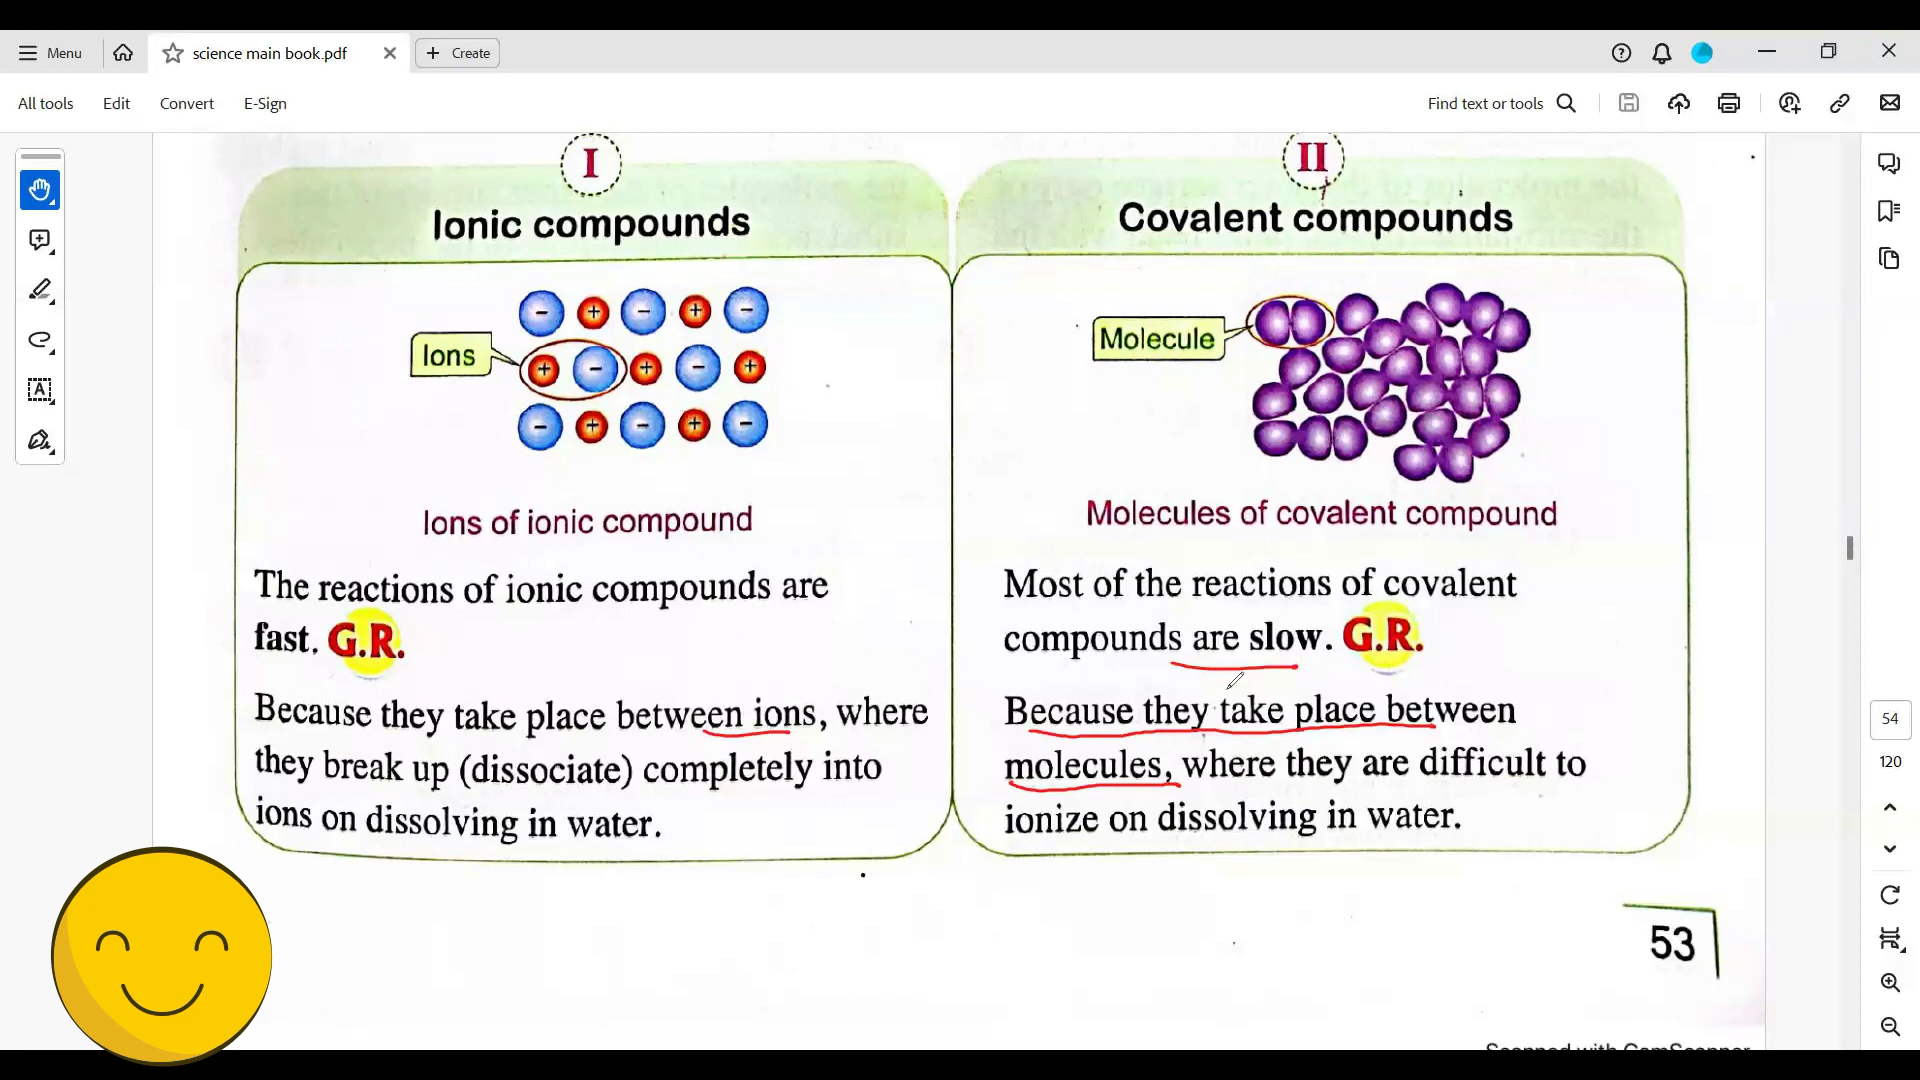 Menu
science main book.pdf
Create
All tools
Edit
Convert
E-Sign
Find text or tools
I
II
Ionic compounds
Covalent compounds
Ions
Molecule
Ions of ionic compound
Molecules of covalent compound
The reactions of ionic compounds are
fast. G.R.
Because they take place between ions, where
they break up (dissociate) completely into
ions on dissolving in water.
Most of the reactions of covalent
compounds are slow. G.R.
Because they take place between
molecules, where they are difficult to
ionize on dissolving in water.
54
120
53
Scanned with CamScanner